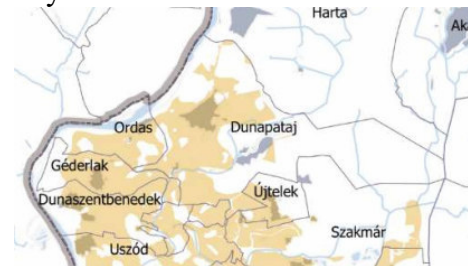 Harta
Ordas
Dunapataj
Géderlak
Dunaszentbenedek
Újtelek
Szakmár
Uszód